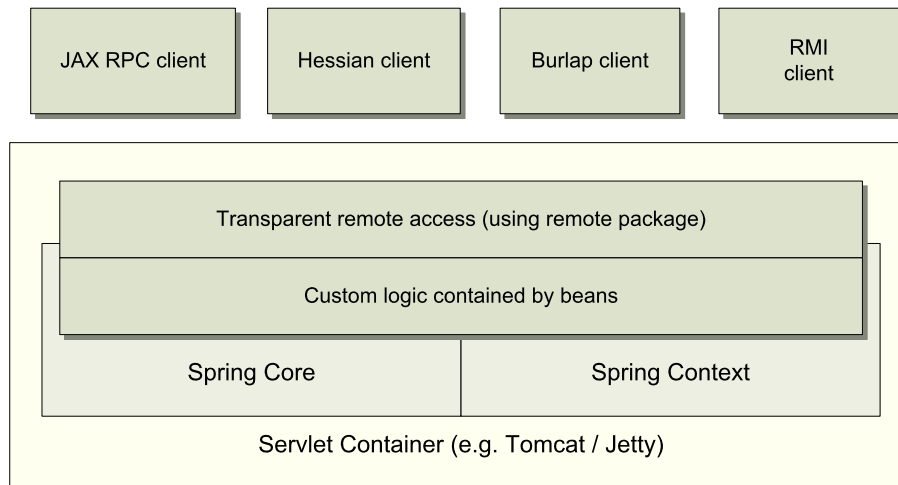 JAX RPC client
Hessian client
Burlap client
RMI
client
Transparent remote access (using remote package)
Custom logic contained by beans
Spring Core
Spring Context
Servlet Container (e.g. Tomcat / Jetty)